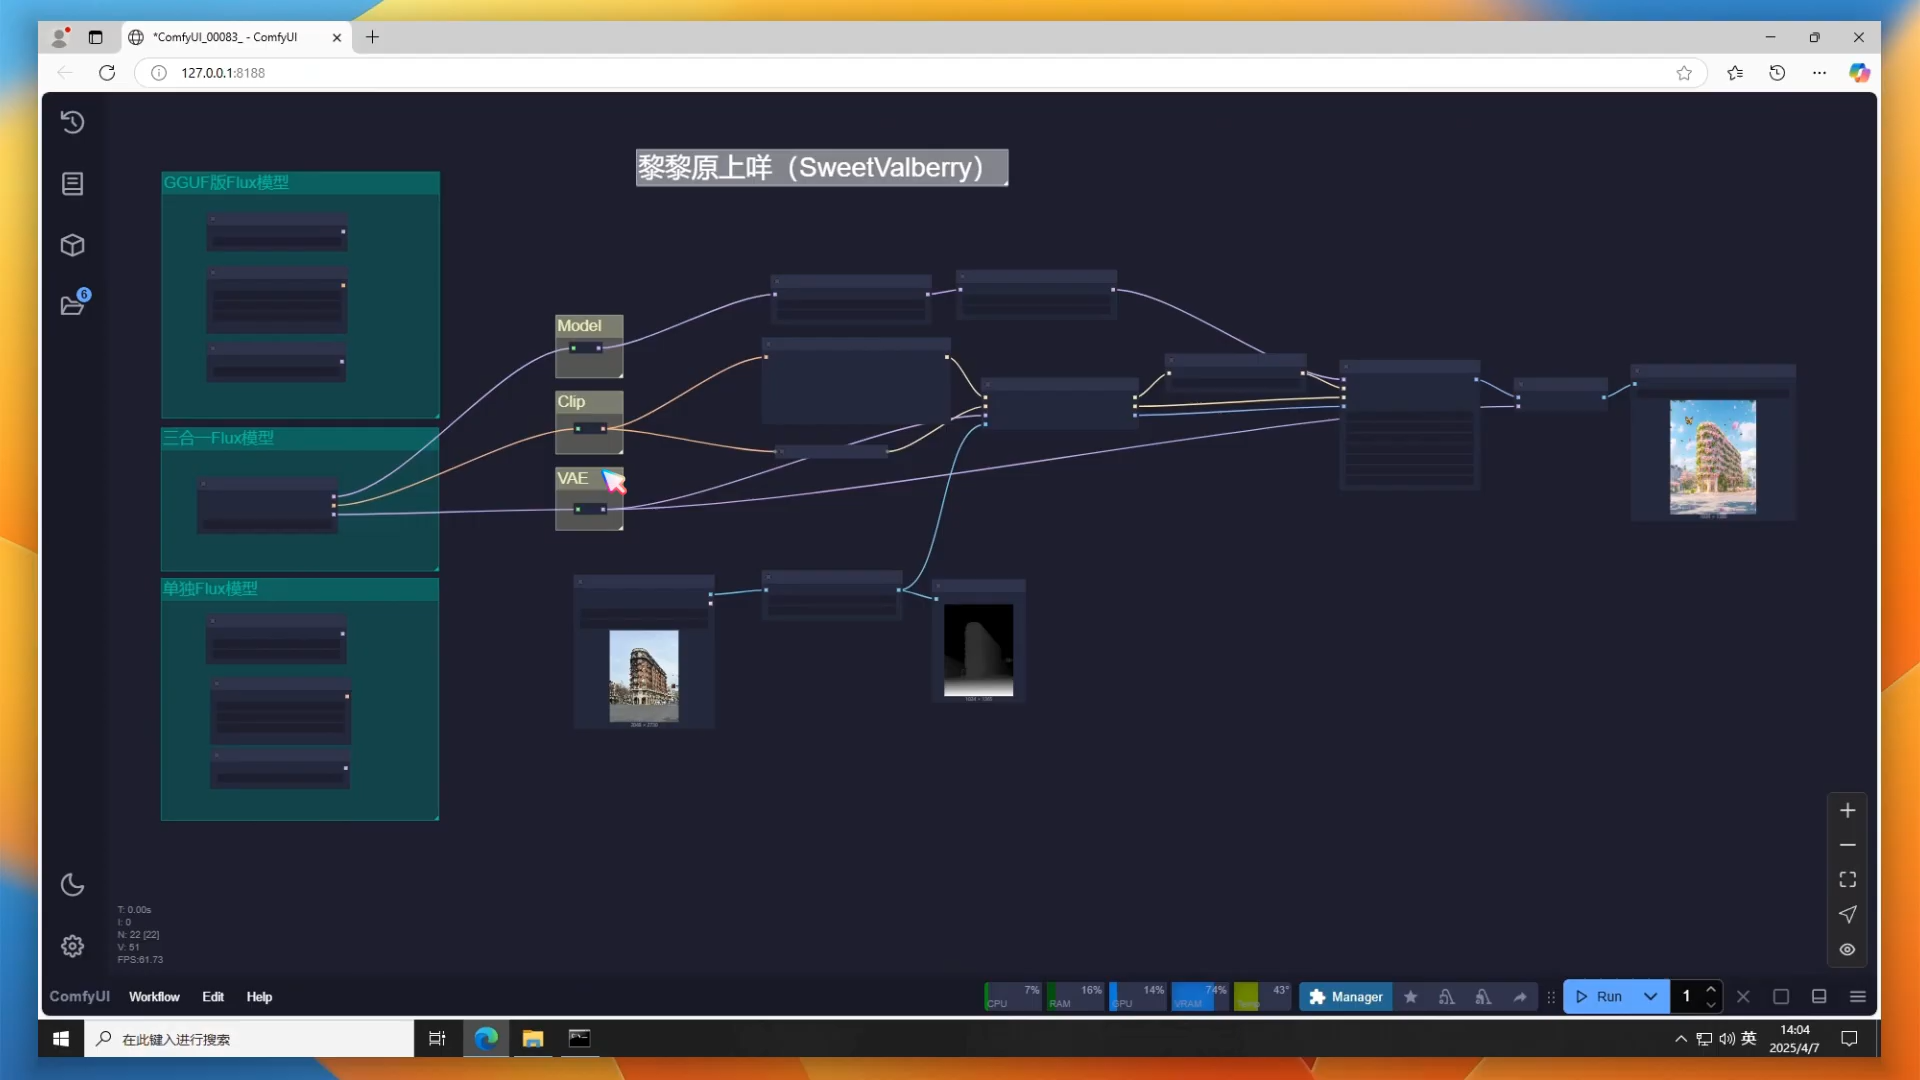 *ComfyUI_00083_ - ComfyUI
127.0.0.1:8188
黎黎原上咩（SweetValberry）
GGUF版Flux模型
三合一Flux模型
单独Flux模型
Model
Clip
VAE
6
T: 0.00s
I: 0
N: 22 [22]
V: 51
FPS:61.73
ComfyUI
Workflow
Edit
Help
CPU 7%
RAM 16%
GPU 14%
VRAM 74%
Temp 43°
Manager
Run
1
在此键入进行搜索
英
14:04
2025/4/7